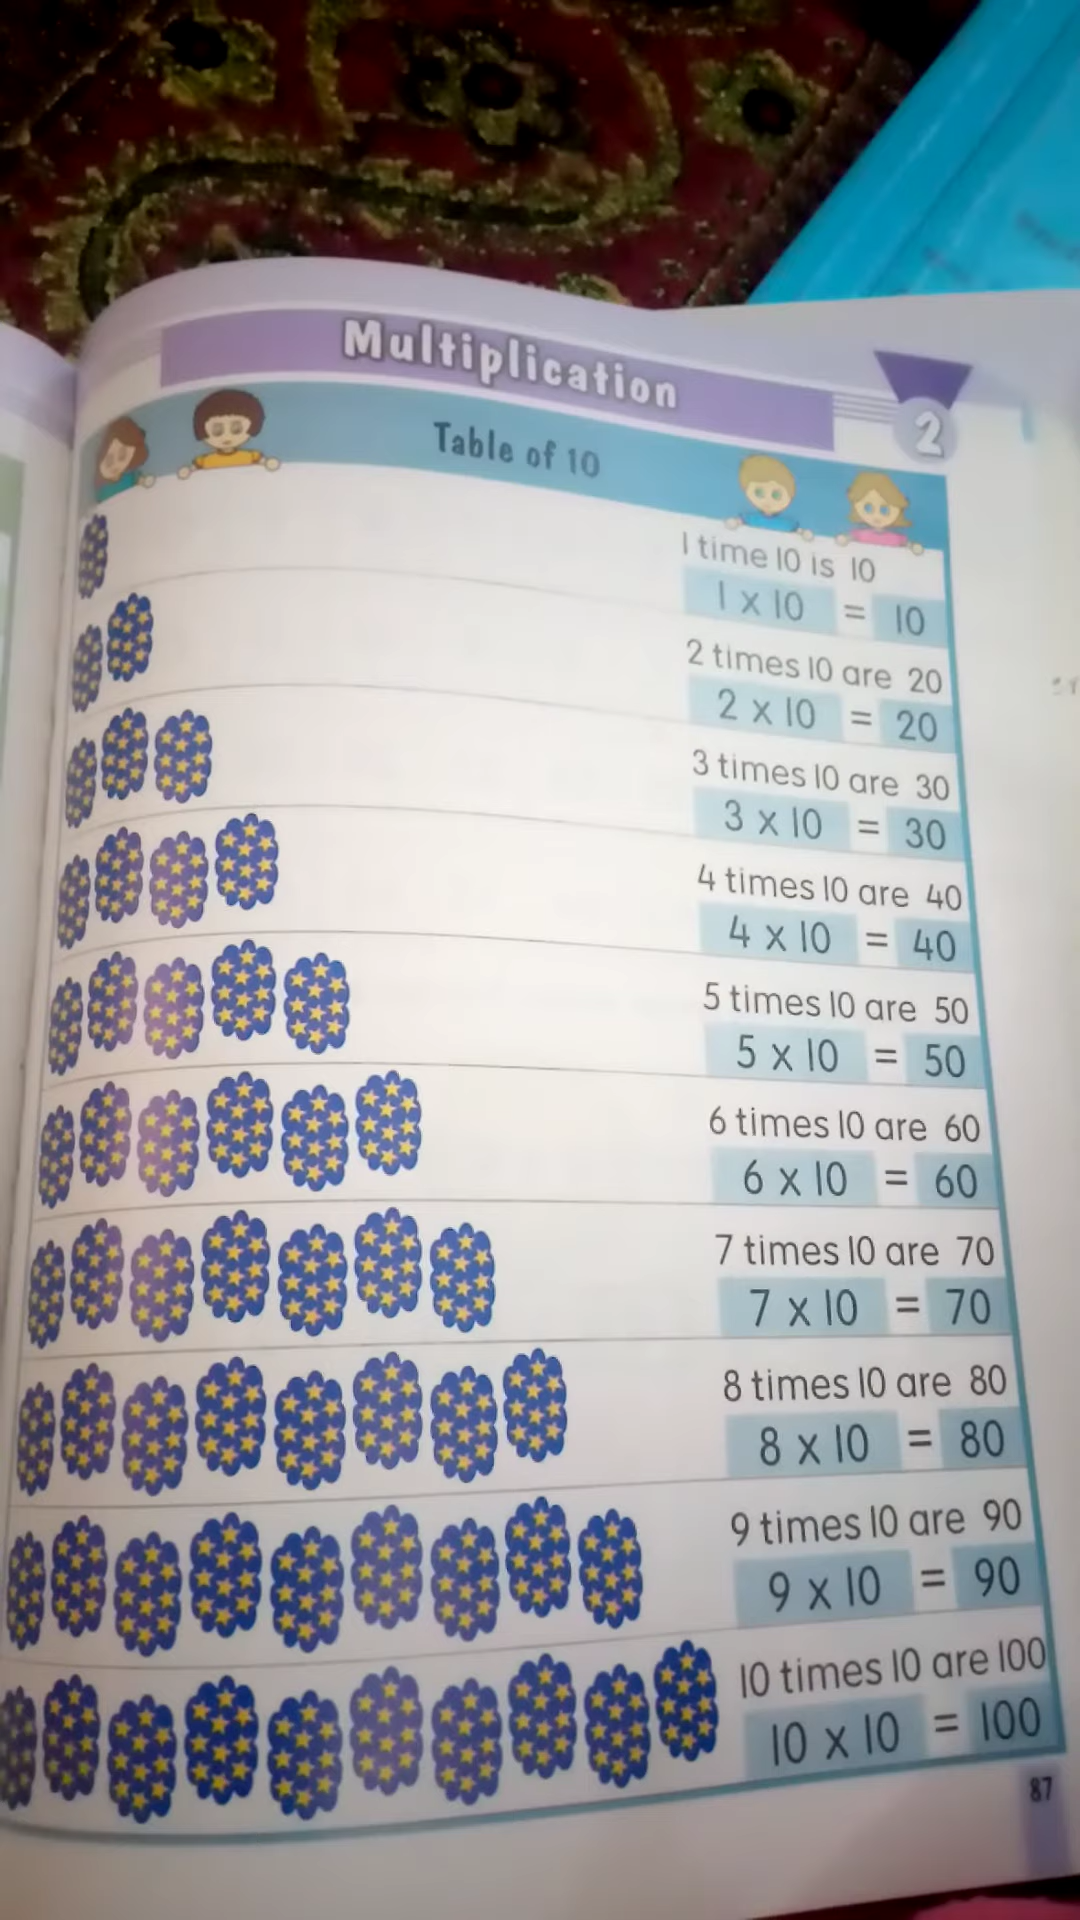 Multiplication
2
Table of 10
1 time 10 is 10
1 x 10 = 10
2 times 10 are 20
2 x 10 = 20
3 times 10 are 30
3 x 10 = 30
4 times 10 are 40
4 x 10 = 40
5 times 10 are 50
5 x 10 = 50
6 times 10 are 60
6 x 10 = 60
7 times 10 are 70
7 x 10 = 70
8 times 10 are 80
8 x 10 = 80
9 times 10 are 90
9 x 10 = 90
10 times 10 are 100
10 x 10 = 100
87